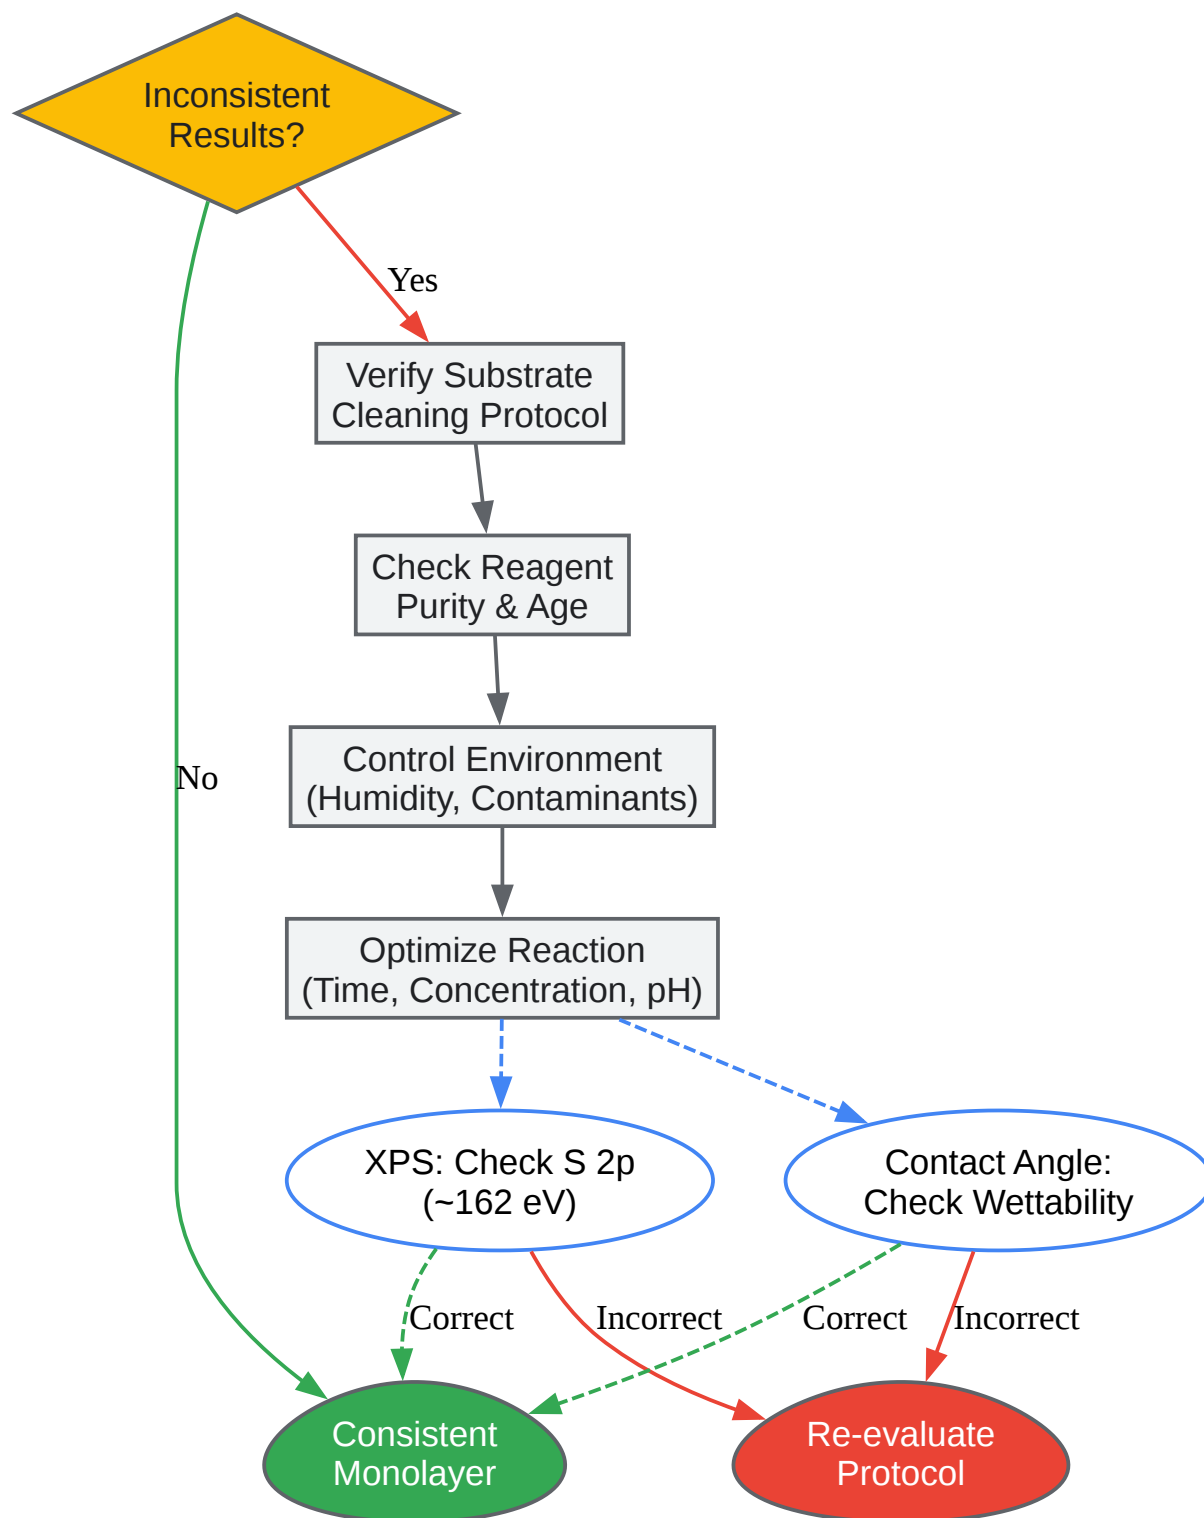 Inconsistent
Results?
Yes
Verify Substrate
Cleaning Protocol
Check Reagent
Purity & Age
Control Environment
(Humidity, Contaminants)
No
Optimize Reaction
(Time, Concentration, pH)
XPS: Check S 2p
(~162 eV)
Contact Angle:
Check Wettability
Correct
Incorrect
Correct
Incorrect
Consistent
Monolayer
Re-evaluate
Protocol